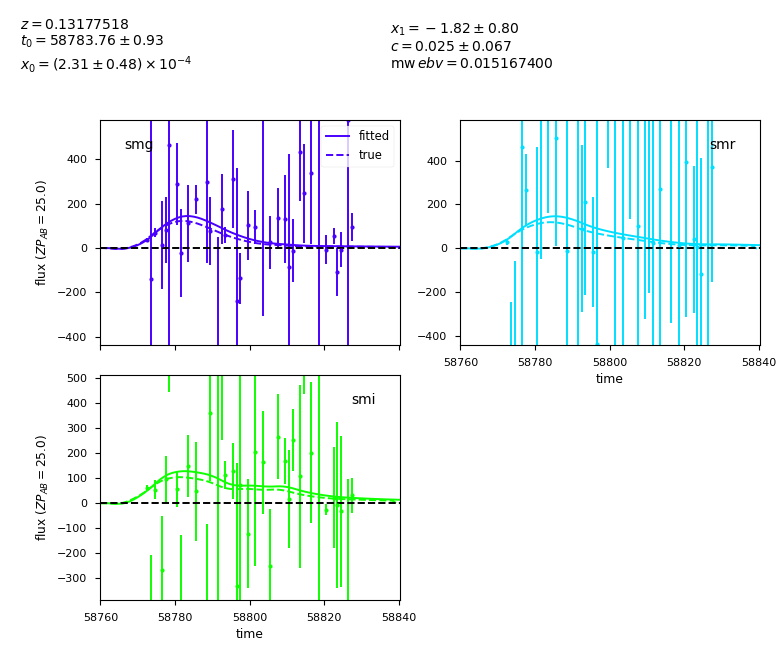 z = 0.13177518
t₀ = 58783.76 ± 0.93
x₀ = (2.31 ± 0.48) × 10⁻⁴
x₁ = −1.82 ± 0.80
c = 0.025 ± 0.067
mw ebv = 0.015167400
smg
fitted
true
flux (ZP_AB = 25.0)
400
200
0
−200
−400
smr
400
200
0
−200
−400
58760 58780 58800 58820 58840
time
smi
flux (ZP_AB = 25.0)
500
400
300
200
100
0
−100
−200
−300
58760 58780 58800 58820 58840
time